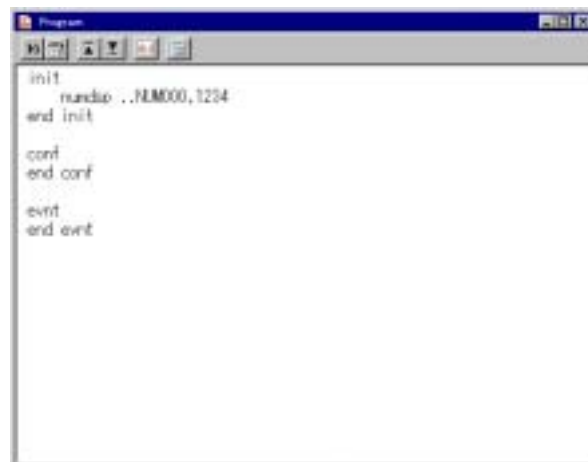 Program
init
numdsp ..NUM000,1234
end init
conf
end conf
evnt
end evnt